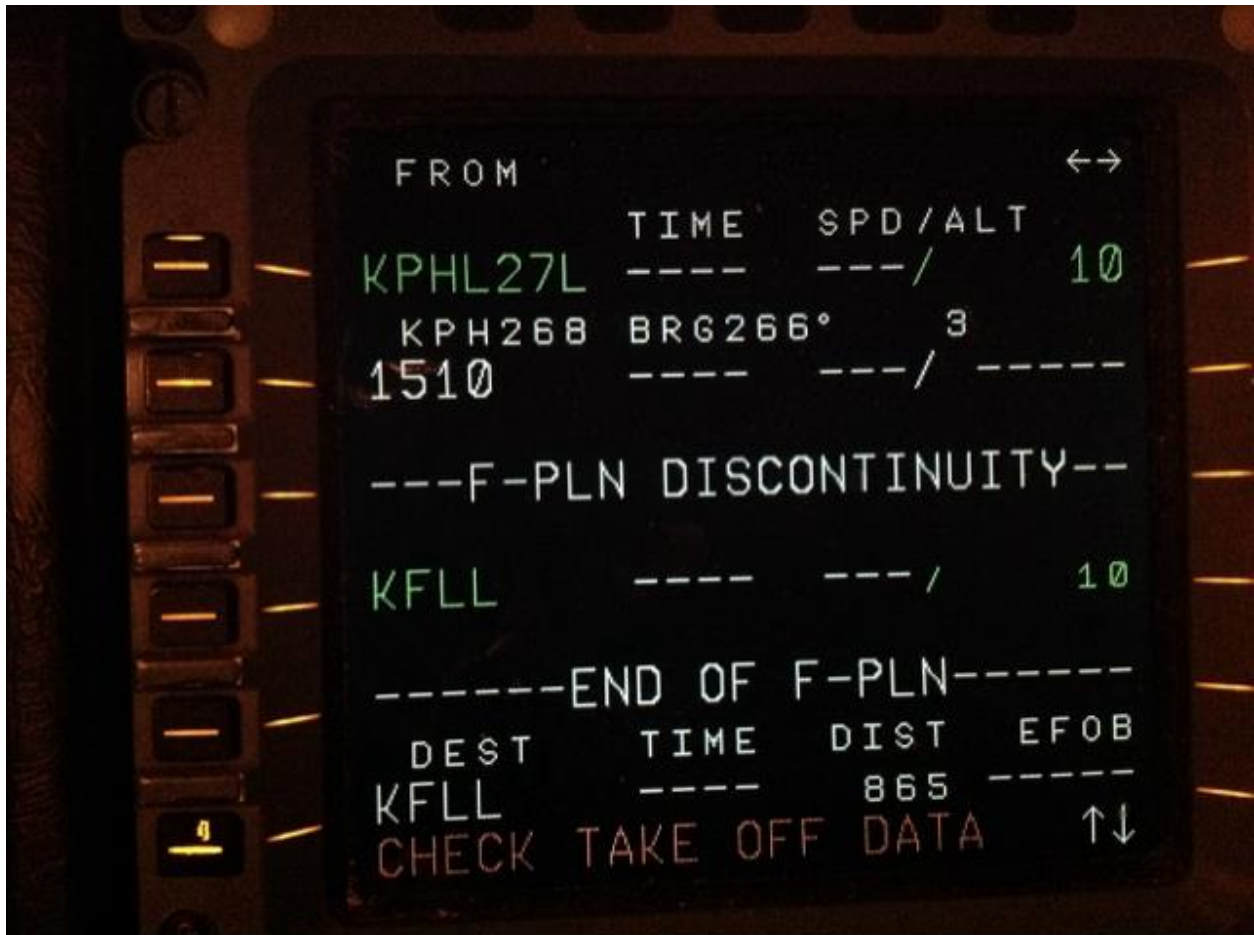 FROM ←→
TIME SPD/ALT
KPHL27L ---- ---/ 10
KPH268 BRG266° 3
1510 ---- ---/ -----
---F-PLN DISCONTINUITY--
KFLL ---- ---/ 10
------END OF F-PLN------
DEST TIME DIST EFOB
KFLL ---- 865 -----
CHECK TAKE OFF DATA ↑↓